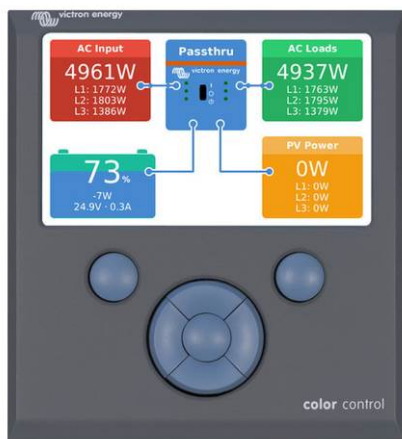 victron energy
AC Input
4961W
L1: 1772W
L2: 1803W
L3: 1386W
Passthru
victron energy
AC Loads
4937W
L1: 1763W
L2: 1795W
L3: 1379W
73%
-7W
24.9V · 0.3A
PV Power
0W
L1: 0W
L2: 0W
L3: 0W
color control